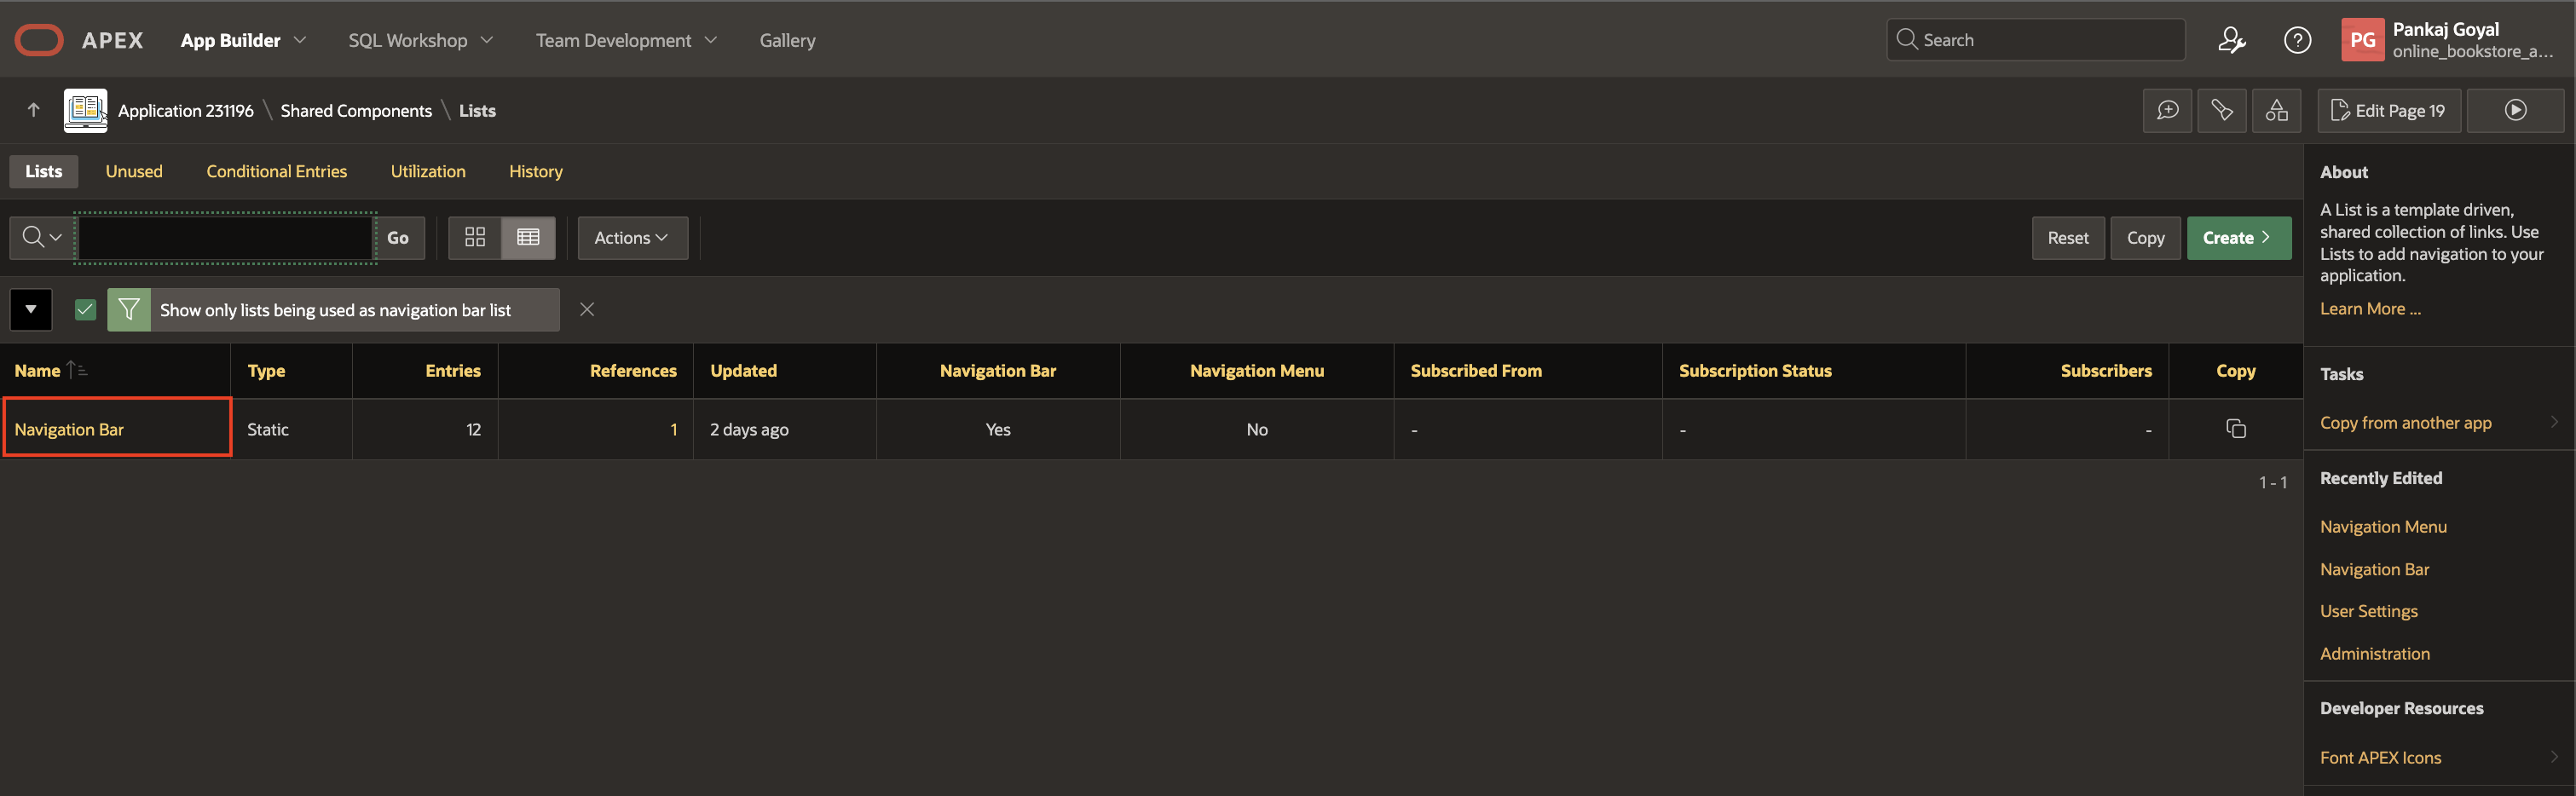 APEX App Builder SQL Workshop Team Development Gallery Search PG Pankaj Goyal
online_bookstore_a...
Application 231196 \ Shared Components \ Lists Edit Page 19
Lists Unused Conditional Entries Utilization History
Go Actions Reset Copy Create
Show only lists being used as navigation bar list
Name Type Entries References Updated Navigation Bar Navigation Menu Subscribed From Subscription Status Subscribers Copy
Navigation Bar Static 12 1 2 days ago Yes No - - -
1 - 1
About
A List is a template driven,
shared collection of links. Use
Lists to add navigation to your
application.
Learn More ...
Tasks
Copy from another app
Recently Edited
Navigation Menu
Navigation Bar
User Settings
Administration
Developer Resources
Font APEX Icons